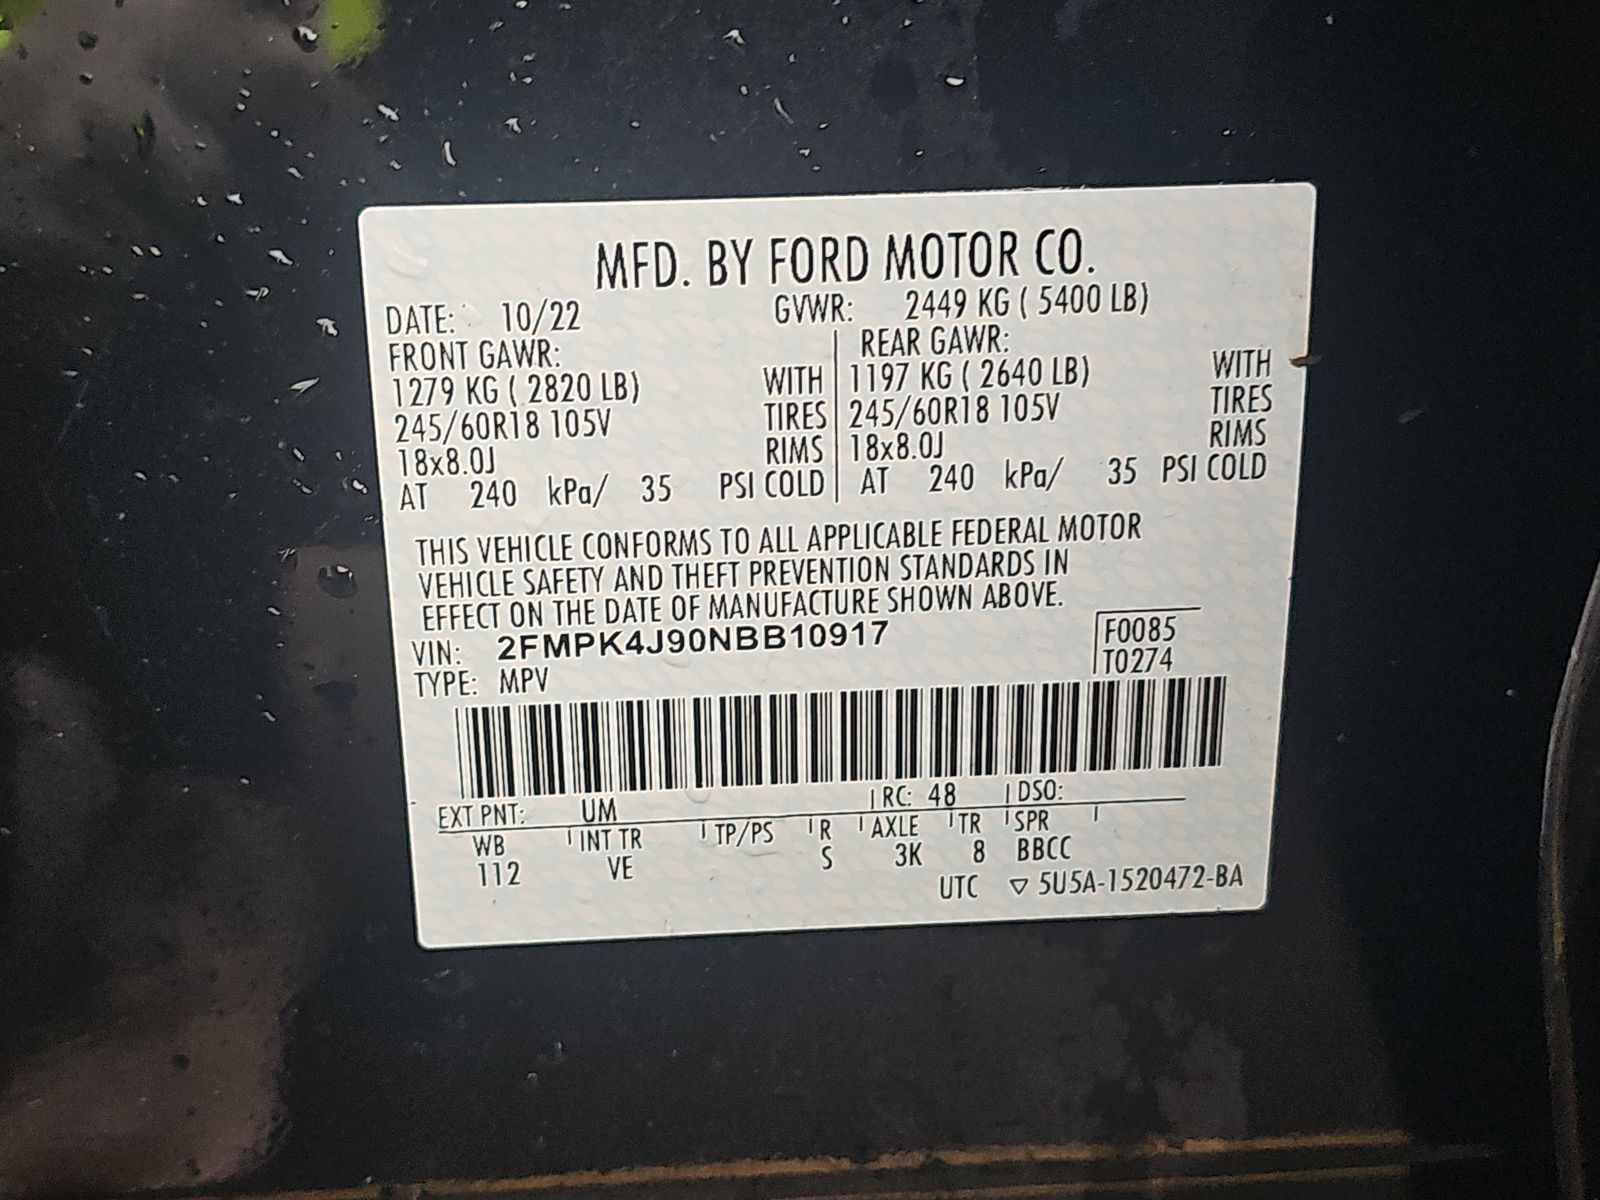 MFD. BY FORD MOTOR CO.
DATE: 10/22 GVWR: 2449 KG ( 5400 LB)
FRONT GAWR: REAR GAWR:
1279 KG ( 2820 LB) WITH 1197 KG ( 2640 LB) WITH
245/60R18 105V TIRES 245/60R18 105V TIRES
18x8.0J RIMS 18x8.0J RIMS
AT 240 kPa/ 35 PSI COLD AT 240 kPa/ 35 PSI COLD
THIS VEHICLE CONFORMS TO ALL APPLICABLE FEDERAL MOTOR
VEHICLE SAFETY AND THEFT PREVENTION STANDARDS IN
EFFECT ON THE DATE OF MANUFACTURE SHOWN ABOVE.
VIN: 2FMPK4J90NBB10917 F0085
TYPE: MPV T0274
EXT PNT: UM RC: 48 DSO:
WB INT TR TP/PS R AXLE TR SPR
112 VE S 3K 8 BBCC
UTC ▽ 5U5A-1520472-BA